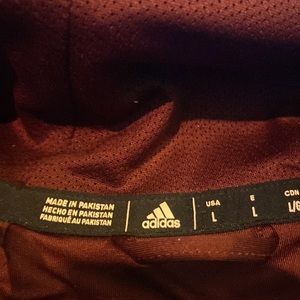 MADE IN PAKISTAN
HECHO EN PAKISTAN
FABRIQUÉ AU PAKISTAN
adidas
USA
L
E
L
CDN
L/G